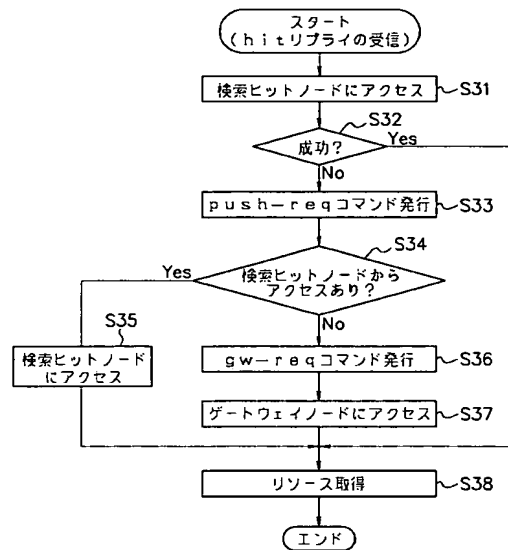 スタート
(hitリプライの受信)
検索ヒットノードにアクセス S31
S32
成功? Yes
No
push-reqコマンド発行 S33
S34
Yes 検索ヒットノードから
アクセスあり?
S35
No
検索ヒットノード
にアクセス
gw-reqコマンド発行 S36
ゲートウェイノードにアクセス S37
リソース取得 S38
エンド